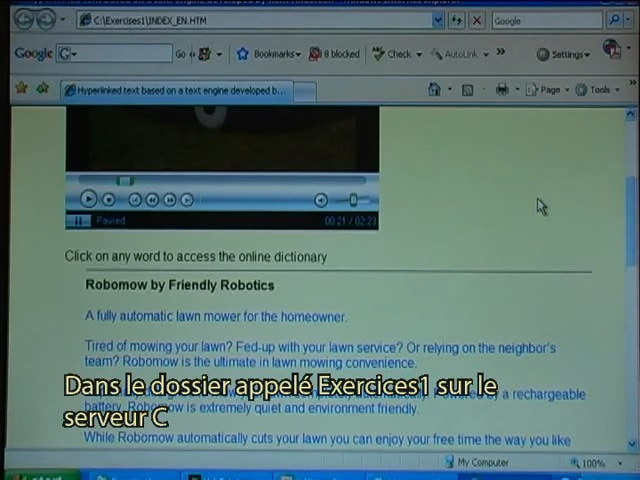 C:\Exercises1\INDEX_EN.HTM
Google
Google G
Go
Bookmarks
8 blocked
Check
AutoLink
Settings
Hyperlinked text based on a text engine developed b...
Page
Tools
Paused
00:21 / 02:23
Click on any word to access the online dictionary
Robomow by Friendly Robotics
A fully automatic lawn mower for the homeowner.
Tired of mowing your lawn? Fed-up with your lawn service? Or relying on the neighbor's
team? Robomow is the ultimate in lawn mowing convenience.
by a rechargeable
Dans le dossier appelé Exercices1 sur le
battery, Robomow is extremely quiet and environment friendly.
serveur C
While Robomow automatically cuts your lawn you can enjoy your free time the way you like
My Computer
100%